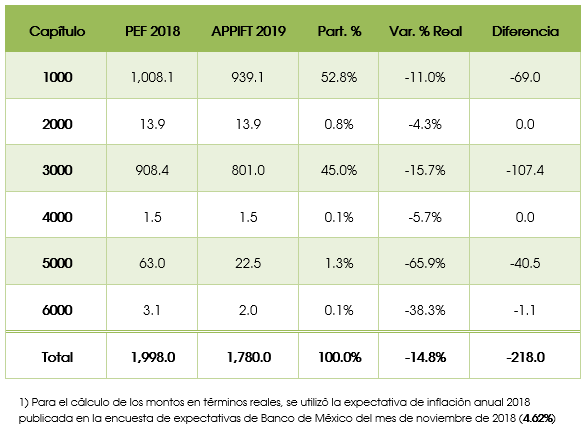 Capítulo PEF 2018 APPIFT 2019 Part. % Var. % Real Diferencia
1000 1,008.1 939.1 52.8% -11.0% -69.0
2000 13.9 13.9 0.8% -4.3% 0.0
3000 908.4 801.0 45.0% -15.7% -107.4
4000 1.5 1.5 0.1% -5.7% 0.0
5000 63.0 22.5 1.3% -65.9% -40.5
6000 3.1 2.0 0.1% -38.3% -1.1
Total 1,998.0 1,780.0 100.0% -14.8% -218.0
1) Para el cálculo de los montos en términos reales, se utilizó la expectativa de inflación anual 2018
publicada en la encuesta de expectativas de Banco de México del mes de noviembre de 2018 (4.62%)